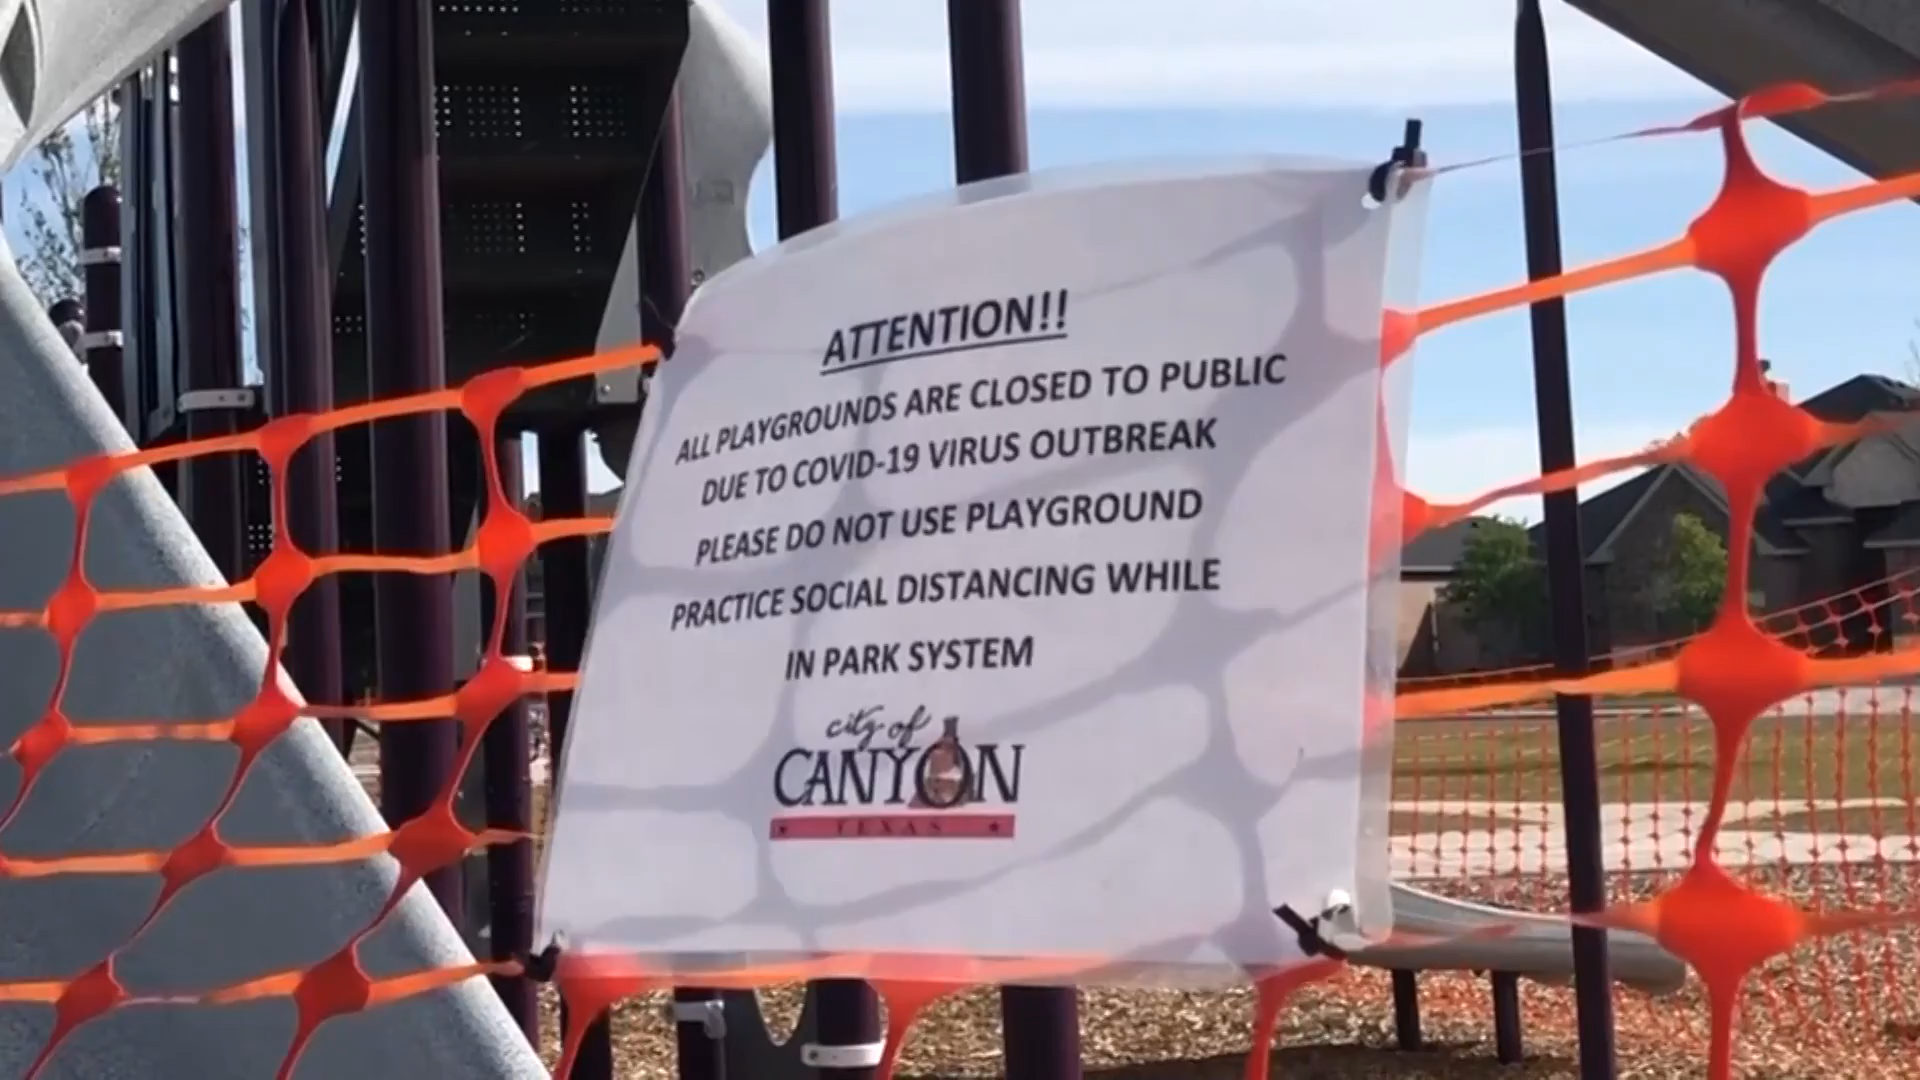 ATTENTION!!
ALL PLAYGROUNDS ARE CLOSED TO PUBLIC
DUE TO COVID-19 VIRUS OUTBREAK
PLEASE DO NOT USE PLAYGROUND
PRACTICE SOCIAL DISTANCING WHILE
IN PARK SYSTEM
city of
CANYON
TEXAS